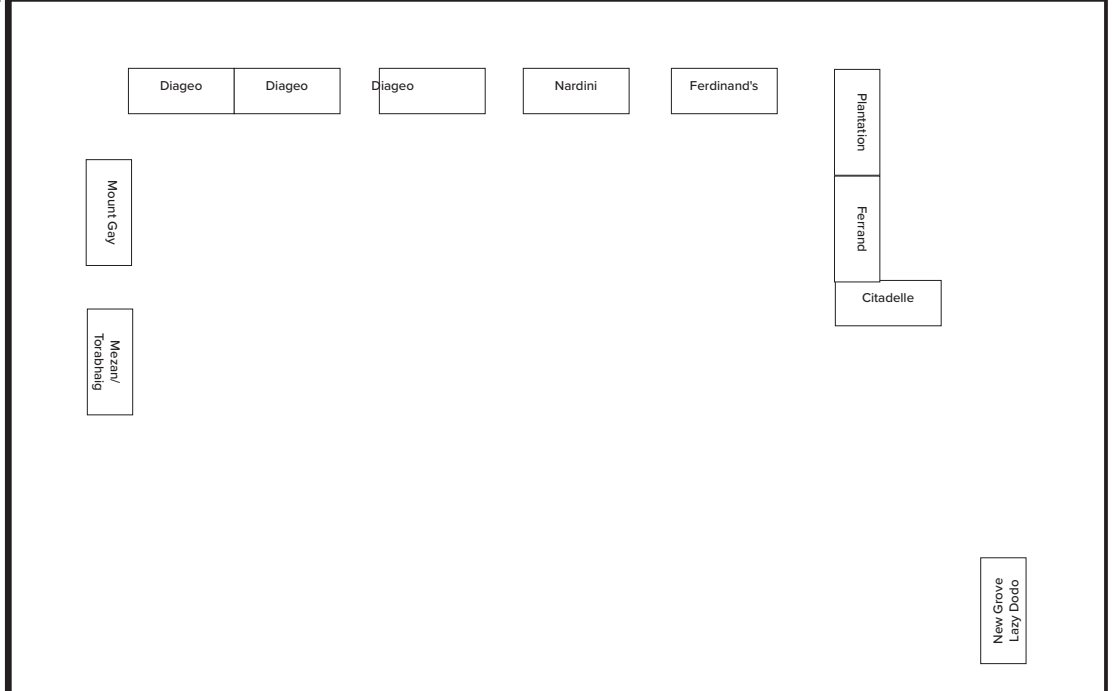 Diageo
Diageo
Diageo
Nardini
Ferdinand's
Plantation
Mount Gay
Ferrand
Citadelle
Mezan/
Torabhaig
New Grove
Lazy Dodo